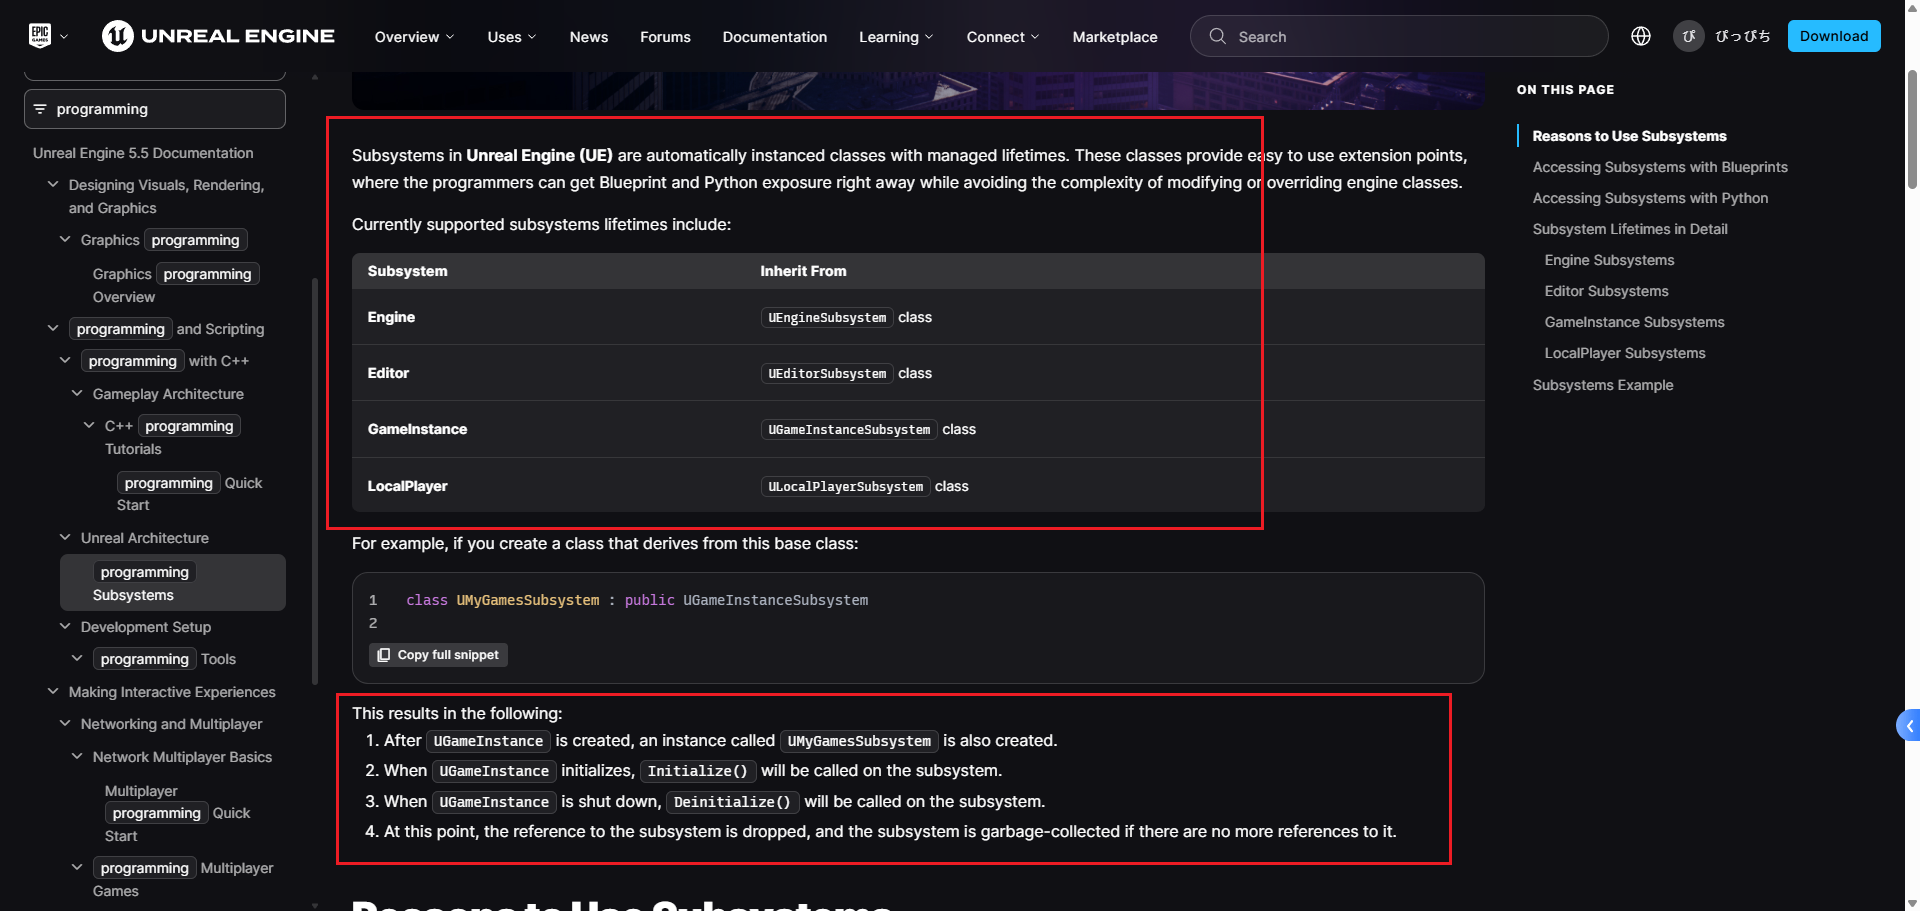 EPIC GAMES
UNREAL ENGINE
Overview
Uses
News
Forums
Documentation
Learning
Connect
Marketplace
Search
ぴ
ぴっぴち
Download
programming
Unreal Engine 5.5 Documentation
Designing Visuals, Rendering,
and Graphics
Graphics programming
Graphics programming
Overview
programming and Scripting
programming with C++
Gameplay Architecture
C++ programming
Tutorials
programming Quick
Start
Unreal Architecture
programming
Subsystems
Development Setup
programming Tools
Making Interactive Experiences
Networking and Multiplayer
Network Multiplayer Basics
Multiplayer
programming Quick
Start
programming Multiplayer
Games
Subsystems in Unreal Engine (UE) are automatically instanced classes with managed lifetimes. These classes provide easy to use extension points,
where the programmers can get Blueprint and Python exposure right away while avoiding the complexity of modifying or overriding engine classes.
Currently supported subsystems lifetimes include:
Subsystem Inherit From
Engine UEngineSubsystem class
Editor UEditorSubsystem class
GameInstance UGameInstanceSubsystem class
LocalPlayer ULocalPlayerSubsystem class
For example, if you create a class that derives from this base class:
1 class UMyGamesSubsystem : public UGameInstanceSubsystem
2
Copy full snippet
This results in the following:
1. After UGameInstance is created, an instance called UMyGamesSubsystem is also created.
2. When UGameInstance initializes, Initialize() will be called on the subsystem.
3. When UGameInstance is shut down, Deinitialize() will be called on the subsystem.
4. At this point, the reference to the subsystem is dropped, and the subsystem is garbage-collected if there are no more references to it.
Reasons to Use Subsystems
ON THIS PAGE
Reasons to Use Subsystems
Accessing Subsystems with Blueprints
Accessing Subsystems with Python
Subsystem Lifetimes in Detail
Engine Subsystems
Editor Subsystems
GameInstance Subsystems
LocalPlayer Subsystems
Subsystems Example